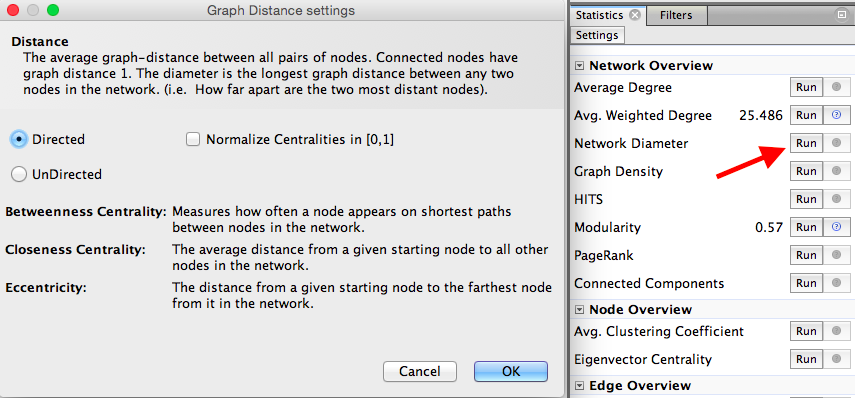 Graph Distance settings
Distance
The average graph-distance between all pairs of nodes. Connected nodes have
graph distance 1. The diameter is the longest graph distance between any two
nodes in the network. (i.e. How far apart are the two most distant nodes).
Directed
Normalize Centralities in [0,1]
UnDirected
Betweenness Centrality: Measures how often a node appears on shortest paths
between nodes in the network.
Closeness Centrality: The average distance from a given starting node to all other
nodes in the network.
Eccentricity: The distance from a given starting node to the farthest node
from it in the network.
Cancel OK
Statistics Filters
Settings
Network Overview
Average Degree Run
Avg. Weighted Degree 25.486 Run ?
Network Diameter Run
Graph Density Run
HITS Run
Modularity 0.57 Run ?
PageRank Run
Connected Components Run
Node Overview
Avg. Clustering Coefficient Run
Eigenvector Centrality Run
Edge Overview